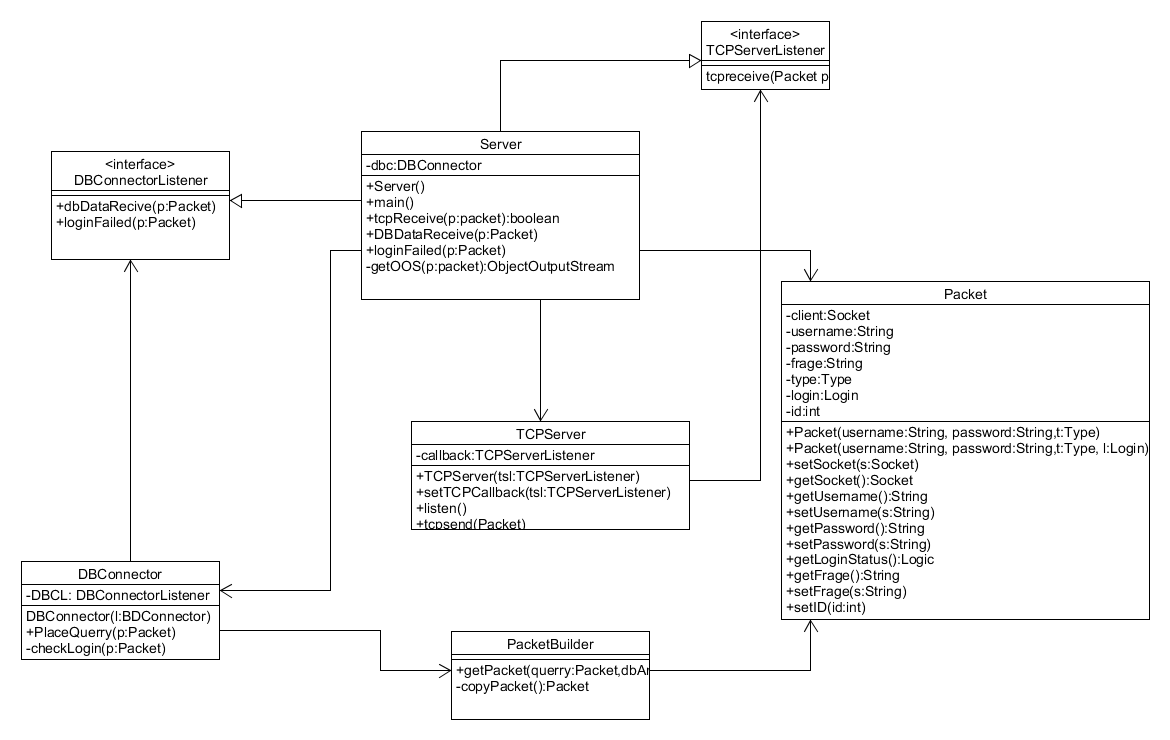 <interface>
TCPServerListener
tcpreceive(Packet p
Server
-dbc:DBConnector
+Server()
+main()
+tcpReceive(p:packet):boolean
+DBDataReceive(p:Packet)
+loginFailed(p:Packet)
-getOOS(p:packet):ObjectOutputStream
<interface>
DBConnectorListener
+dbDataRecive(p:Packet)
+loginFailed(p:Packet)
Packet
-client:Socket
-username:String
-password:String
-frage:String
-type:Type
-login:Login
-id:int
+Packet(username:String, password:String,t:Type)
+Packet(username:String, password:String,t:Type, l:Login)
+setSocket(s:Socket)
+getSocket():Socket
+getUsername():String
+setUsername(s:String)
+getPassword():String
+setPassword(s:String)
+getLoginStatus():Logic
+getFrage():String
+setFrage(s:String)
+setID(id:int)
TCPServer
-callback:TCPServerListener
+TCPServer(tsl:TCPServerListener)
+setTCPCallback(tsl:TCPServerListener)
+listen()
+tcpsend(Packet)
DBConnector
-DBCL: DBConnectorListener
DBConnector(l:BDConnector)
+PlaceQuerry(p:Packet)
-checkLogin(p:Packet)
PacketBuilder
+getPacket(querry:Packet,dbAn
-copyPacket():Packet